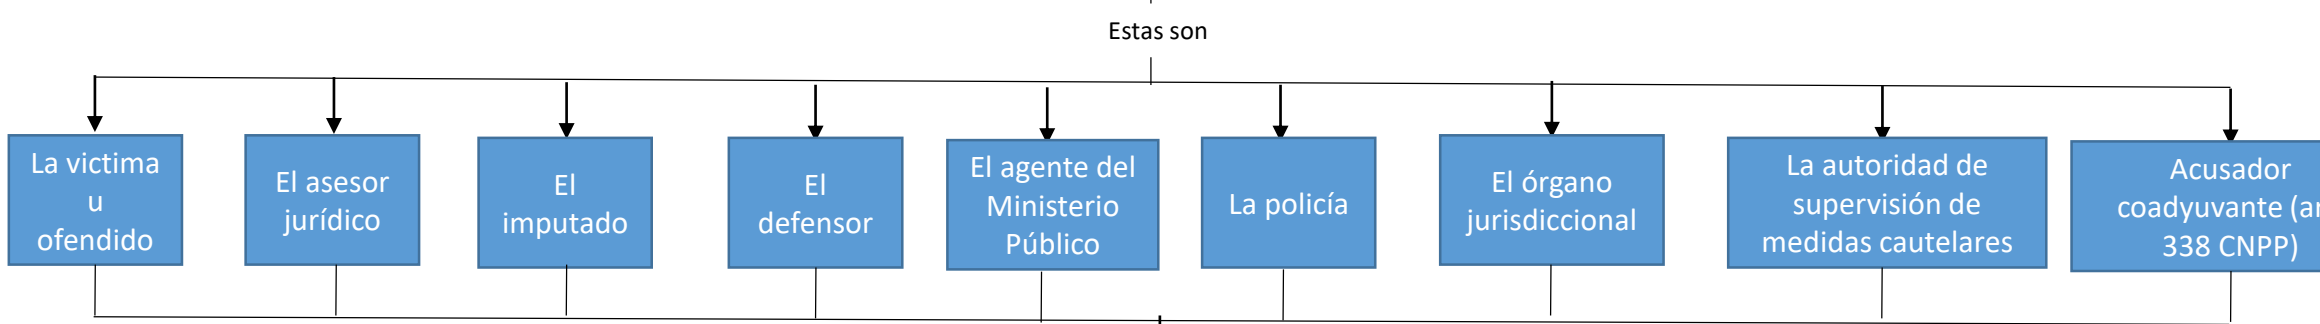 Estas son
La victima
u
ofendido
El asesor
jurídico
El
imputado
El
defensor
El agente del
Ministerio
Público
La policía
El órgano
jurisdiccional
La autoridad de
supervisión de
medidas cautelares
Acusador
coadyuvante (ar
338 CNPP)